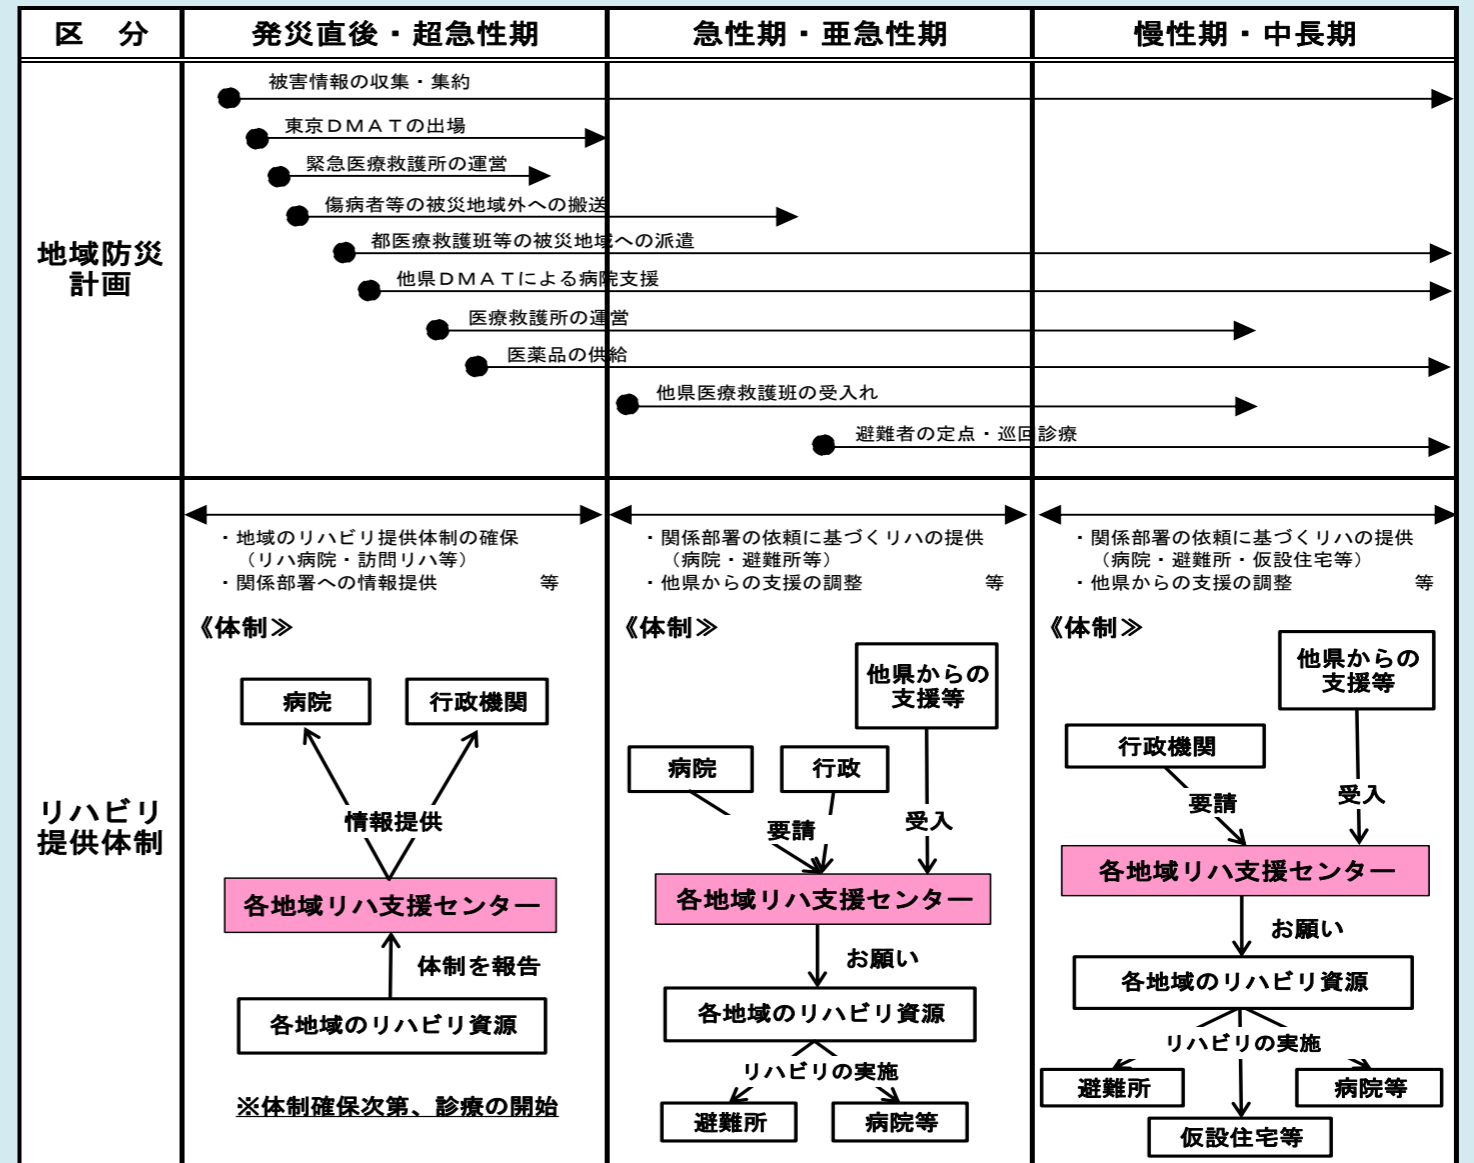 区　分
発災直後・超急性期
急性期・亜急性期
慢性期・中長期
地域防災
計画
被害情報の収集・集約
東京ＤＭＡＴの出場
緊急医療救護所の運営
傷病者等の被災地域外への搬送
都医療救護班等の被災地域への派遣
他県ＤＭＡＴによる病院支援
医療救護所の運営
医薬品の供給
他県医療救護班の受入れ
避難者の定点・巡回診療
リハビリ
提供体制
・地域のリハビリ提供体制の確保
（リハ病院・訪問リハ等）
・関係部署への情報提供　　　　　等
《体制≫
病院
行政機関
情報提供
各地域リハ支援センター
体制を報告
各地域のリハビリ資源
※体制確保次第、診療の開始
・関係部署の依頼に基づくリハの提供
（病院・避難所等）
・他県からの支援の調整　　　　　　等
《体制≫
他県からの
支援等
病院
行政
要請
受入
各地域リハ支援センター
お願い
各地域のリハビリ資源
リハビリの実施
避難所
病院等
・関係部署の依頼に基づくリハの提供
（病院・避難所・仮設住宅等）
・他県からの支援の調整　　　　　　等
《体制≫
他県からの
支援等
行政機関
要請
受入
各地域リハ支援センター
お願い
各地域のリハビリ資源
リハビリの実施
避難所
病院等
仮設住宅等